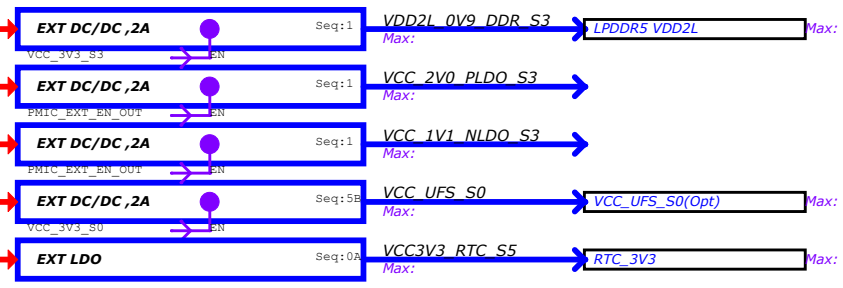 EXT DC/DC ,2A Seq:1 VDD2L_0V9_DDR_S3 LPDDR5 VDD2L Max:
Max:
VCC_3V3_S3 EN
EXT DC/DC ,2A Seq:1 VCC_2V0_PLDO_S3
Max:
PMIC_EXT_EN_OUT EN
EXT DC/DC ,2A Seq:1 VCC_1V1_NLDO_S3
Max:
PMIC_EXT_EN_OUT EN
EXT DC/DC ,2A Seq:5B VCC_UFS_S0 VCC_UFS_S0(Opt) Max:
Max:
VCC_3V3_S0 EN
EXT LDO Seq:0A VCC3V3_RTC_S5 RTC_3V3 Max:
Max: